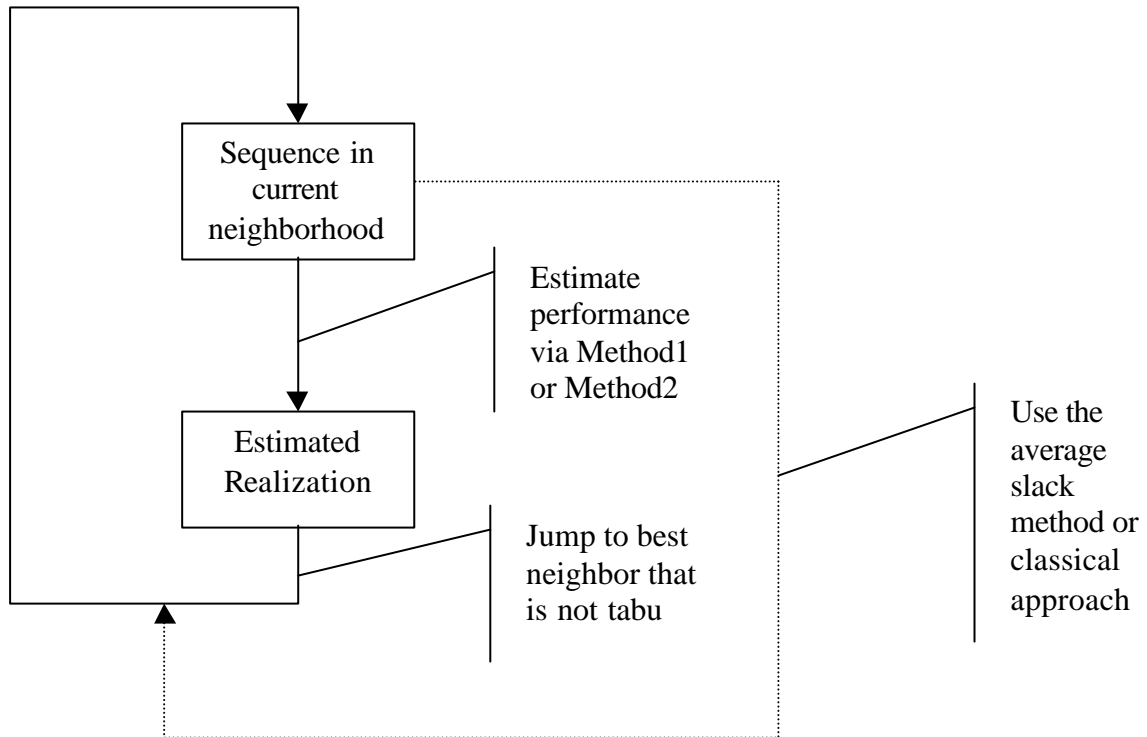 Sequence in
current
neighborhood
Estimate
performance
via Method1
or Method2
Estimated
Realization
Jump to best
neighbor that
is not tabu
Use the
average
slack
method or
classical
approach